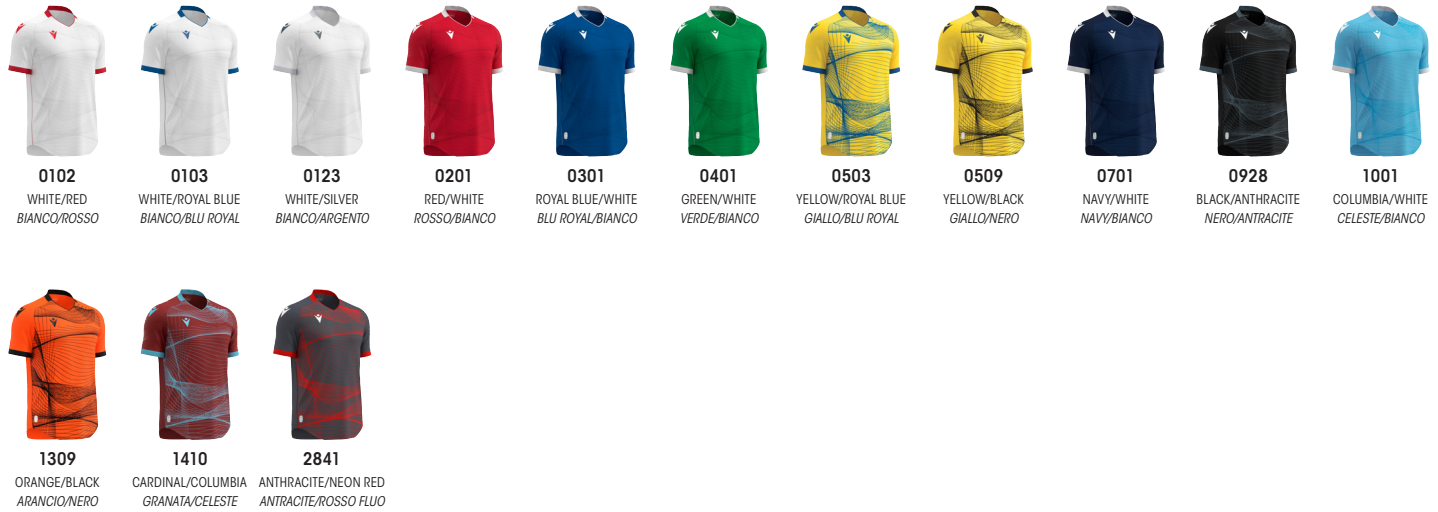 0102
WHITE/RED
BIANCO/ROSSO
0103
WHITE/ROYAL BLUE
BIANCO/BLU ROYAL
0123
WHITE/SILVER
BIANCO/ARGENTO
0201
RED/WHITE
ROSSO/BIANCO
0301
ROYAL BLUE/WHITE
BLU ROYAL/BIANCO
0401
GREEN/WHITE
VERDE/BIANCO
0503
YELLOW/ROYAL BLUE
GIALLO/BLU ROYAL
0509
YELLOW/BLACK
GIALLO/NERO
0701
NAVY/WHITE
NAVY/BIANCO
0928
BLACK/ANTHRACITE
NERO/ANTRACITE
1001
COLUMBIA/WHITE
CELESTE/BIANCO
1309
ORANGE/BLACK
ARANCIO/NERO
1410
CARDINAL/COLUMBIA
GRANATA/CELESTE
2841
ANTHRACITE/NEON RED
ANTRACITE/ROSSO FLUO